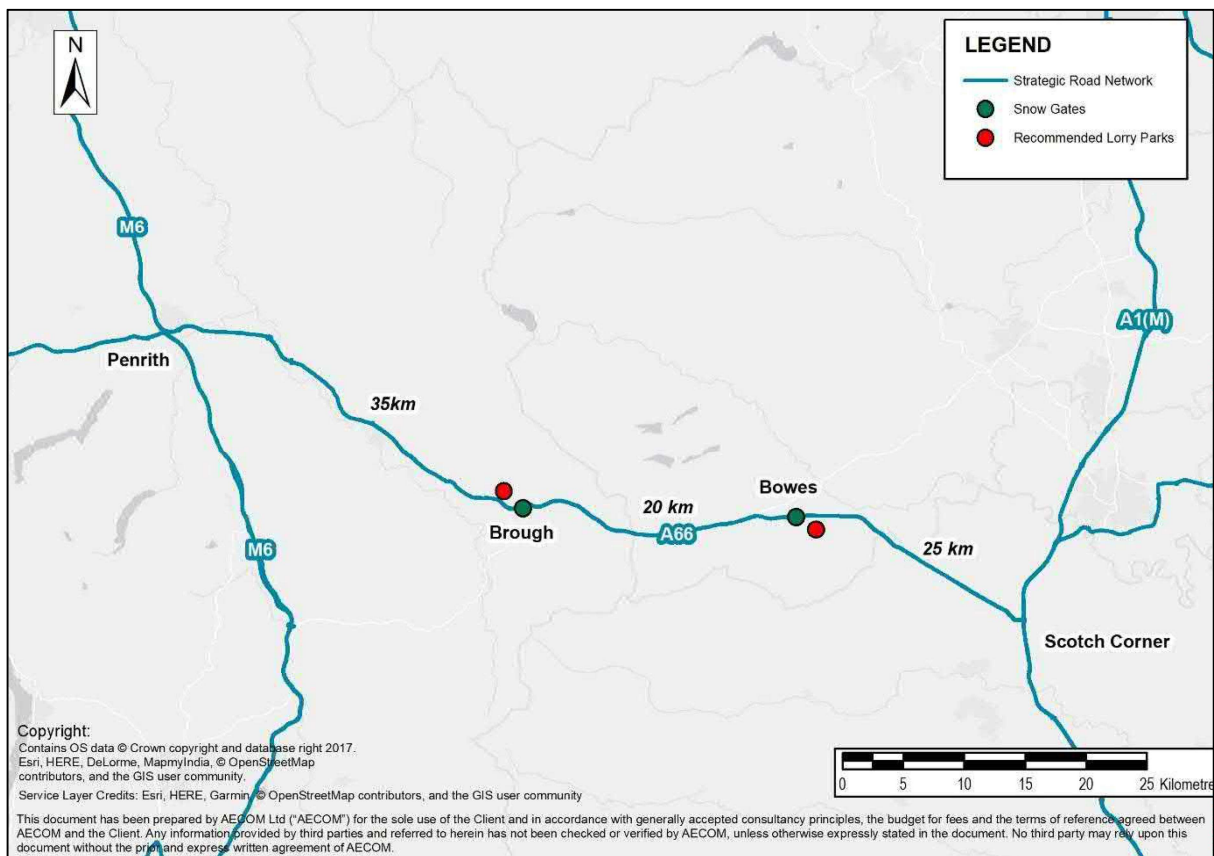 N
LEGEND
Strategic Road Network
Snow Gates
Recommended Lorry Parks
M6
A1(M)
Penrith
35km
Bowes
20 km
Brough
A66
25 km
M6
Scotch Corner
Copyright:
Contains OS data © Crown copyright and database right 2017.
Esri, HERE, DeLorme, MapmyIndia, © OpenStreetMap
contributors, and the GIS user community.
Service Layer Credits: Esri, HERE, Garmin, © OpenStreetMap contributors, and the GIS user community
0 5 10 15 20 25 Kilometre
This document has been prepared by AECOM Ltd ("AECOM") for the sole use of the Client and in accordance with generally accepted consultancy principles, the budget for fees and the terms of reference agreed between
AECOM and the Client. Any information provided by third parties and referred to herein has not been checked or verified by AECOM, unless otherwise expressly stated in the document. No third party may rely upon this
document without the prior and express written agreement of AECOM.